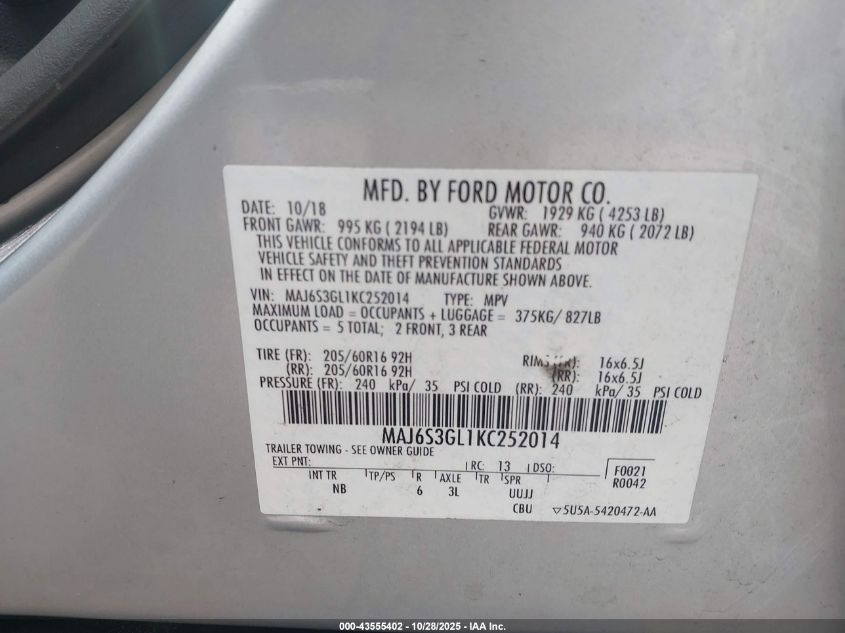 MFD. BY FORD MOTOR CO.
DATE: 10/18 GVWR: 1929 KG ( 4253 LB)
FRONT GAWR: 995 KG ( 2194 LB) REAR GAWR: 940 KG ( 2072 LB)
THIS VEHICLE CONFORMS TO ALL APPLICABLE FEDERAL MOTOR
VEHICLE SAFETY AND THEFT PREVENTION STANDARDS
IN EFFECT ON THE DATE OF MANUFACTURE SHOWN ABOVE.
VIN: MAJ6S3GL1KC252014 TYPE: MPV
MAXIMUM LOAD = OCCUPANTS + LUGGAGE = 375KG/ 827LB
OCCUPANTS = 5 TOTAL; 2 FRONT, 3 REAR
TIRE (FR): 205/60R16 92H RIMS (FR): 16x6.5J
(RR): 205/60R16 92H (RR): 16x6.5J
PRESSURE (FR): 240 kPa/ 35 PSI COLD (RR): 240 kPa/ 35 PSI COLD
MAJ6S3GL1KC252014
TRAILER TOWING - SEE OWNER GUIDE
EXT PNT: RC: 13 DSO: F0021
R0042
INT TR TP/PS R AXLE TR SPR
NB 6 3L UUJJ
CBU ▽5U5A-5420472-AA
000-43555402 - 10/28/2025 - IAA Inc.